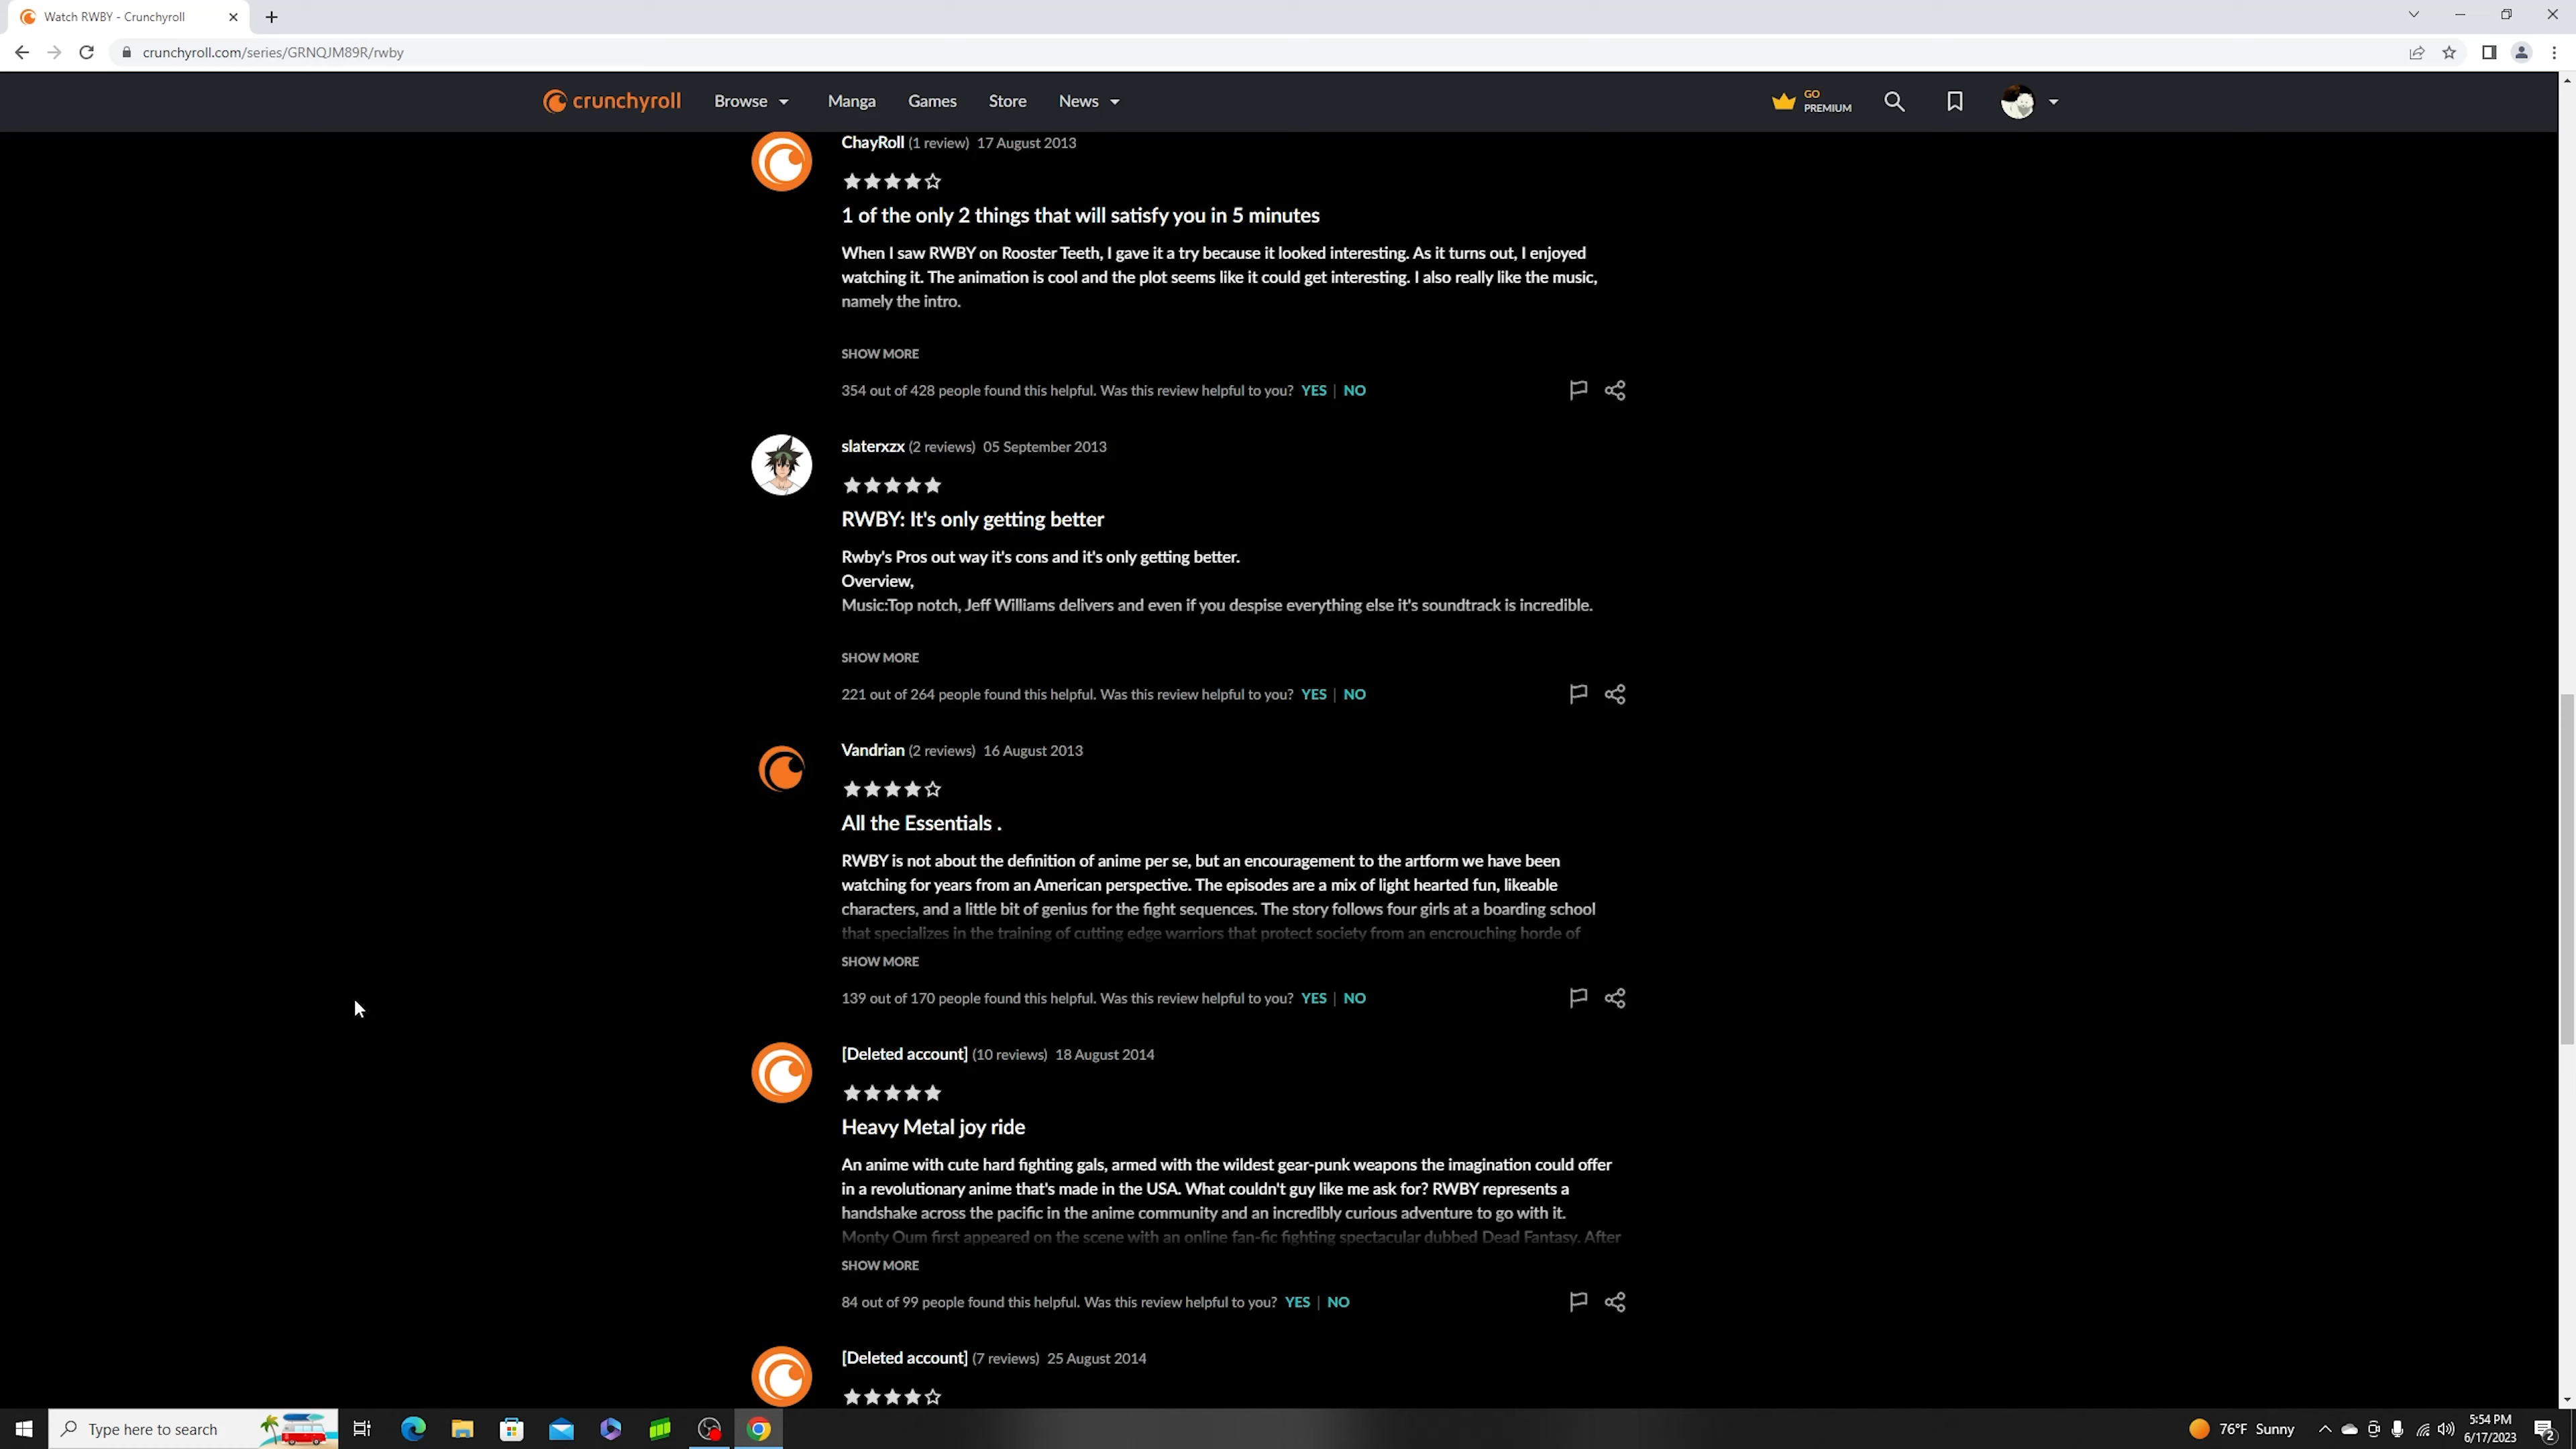 Watch RWBY - Crunchyroll
crunchyroll.com/series/GRNQJM89R/rwby
crunchyroll
Browse
Manga
Games
Store
News
GO
PREMIUM
ChayRoll (1 review) 17 August 2013
1 of the only 2 things that will satisfy you in 5 minutes
When I saw RWBY on Rooster Teeth, I gave it a try because it looked interesting. As it turns out, I enjoyed
watching it. The animation is cool and the plot seems like it could get interesting. I also really like the music,
namely the intro.
SHOW MORE
354 out of 428 people found this helpful. Was this review helpful to you? YES | NO
slaterxzx (2 reviews) 05 September 2013
RWBY: It's only getting better
Rwby's Pros out way it's cons and it's only getting better.
Overview,
Music:Top notch, Jeff Williams delivers and even if you despise everything else it's soundtrack is incredible.
SHOW MORE
221 out of 264 people found this helpful. Was this review helpful to you? YES | NO
Vandrian (2 reviews) 16 August 2013
All the Essentials .
RWBY is not about the definition of anime per se, but an encouragement to the artform we have been
watching for years from an American perspective. The episodes are a mix of light hearted fun, likeable
characters, and a little bit of genius for the fight sequences. The story follows four girls at a boarding school
that specializes in the training of cutting edge warriors that protect society from an encrouching horde of
SHOW MORE
139 out of 170 people found this helpful. Was this review helpful to you? YES | NO
[Deleted account] (10 reviews) 18 August 2014
Heavy Metal joy ride
An anime with cute hard fighting gals, armed with the wildest gear-punk weapons the imagination could offer
in a revolutionary anime that's made in the USA. What couldn't guy like me ask for? RWBY represents a
handshake across the pacific in the anime community and an incredibly curious adventure to go with it.
Monty Oum first appeared on the scene with an online fan-fic fighting spectacular dubbed Dead Fantasy. After
SHOW MORE
84 out of 99 people found this helpful. Was this review helpful to you? YES | NO
[Deleted account] (7 reviews) 25 August 2014
Type here to search
76°F Sunny
5:54 PM
6/17/2023
2